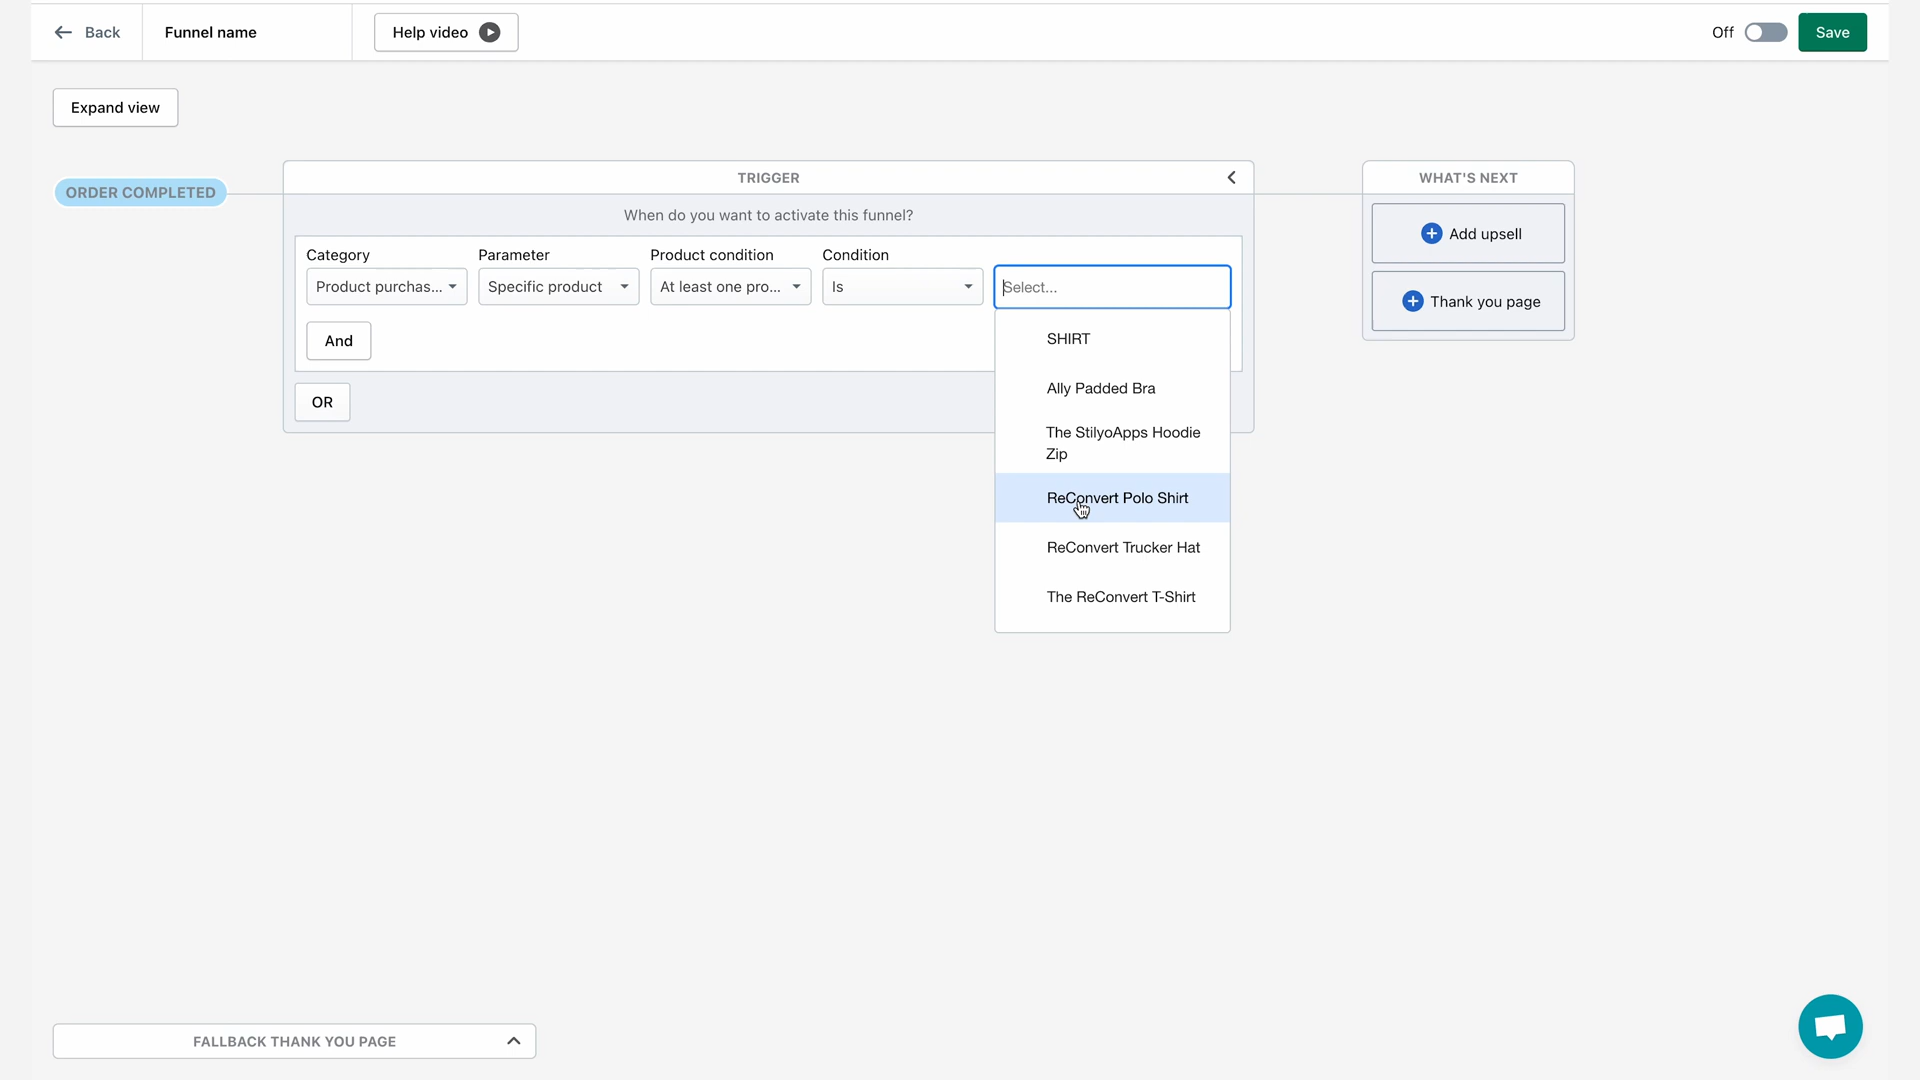 Back
Funnel name
Help video
Off
Save
Expand view
ORDER COMPLETED
TRIGGER
WHAT'S NEXT
When do you want to activate this funnel?
Add upsell
Category
Parameter
Product condition
Condition
Product purchas...
Specific product
At least one pro...
Is
Select...
Thank you page
And
SHIRT
OR
Ally Padded Bra
The StilyoApps Hoodie
Zip
ReConvert Polo Shirt
ReConvert Trucker Hat
The ReConvert T-Shirt
FALLBACK THANK YOU PAGE